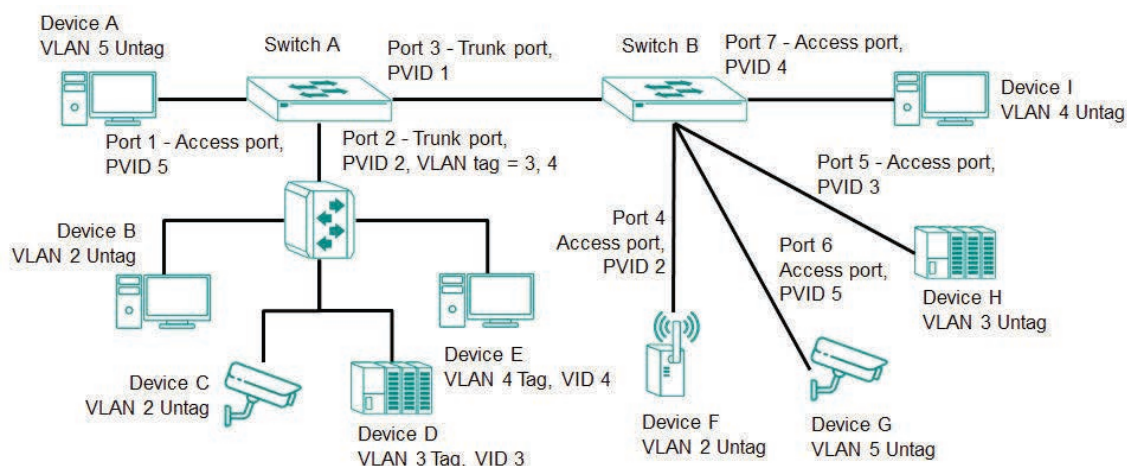 Device A
VLAN 5 Untag
Switch A
Port 3 - Trunk port,
PVID 1
Switch B
Port 7 - Access port,
PVID 4
Device I
VLAN 4 Untag
Port 1 - Access port,
PVID 5
Port 2 - Trunk port,
PVID 2, VLAN tag = 3, 4
Port 5 - Access port,
PVID 3
Device B
VLAN 2 Untag
Port 4
Access port,
PVID 2
Port 6
Access port,
PVID 5
Device H
VLAN 3 Untag
Device E
VLAN 4 Tag, VID 4
Device C
VLAN 2 Untag
Device D
VLAN 3 Tag, VID 3
Device F
VLAN 2 Untag
Device G
VLAN 5 Untag